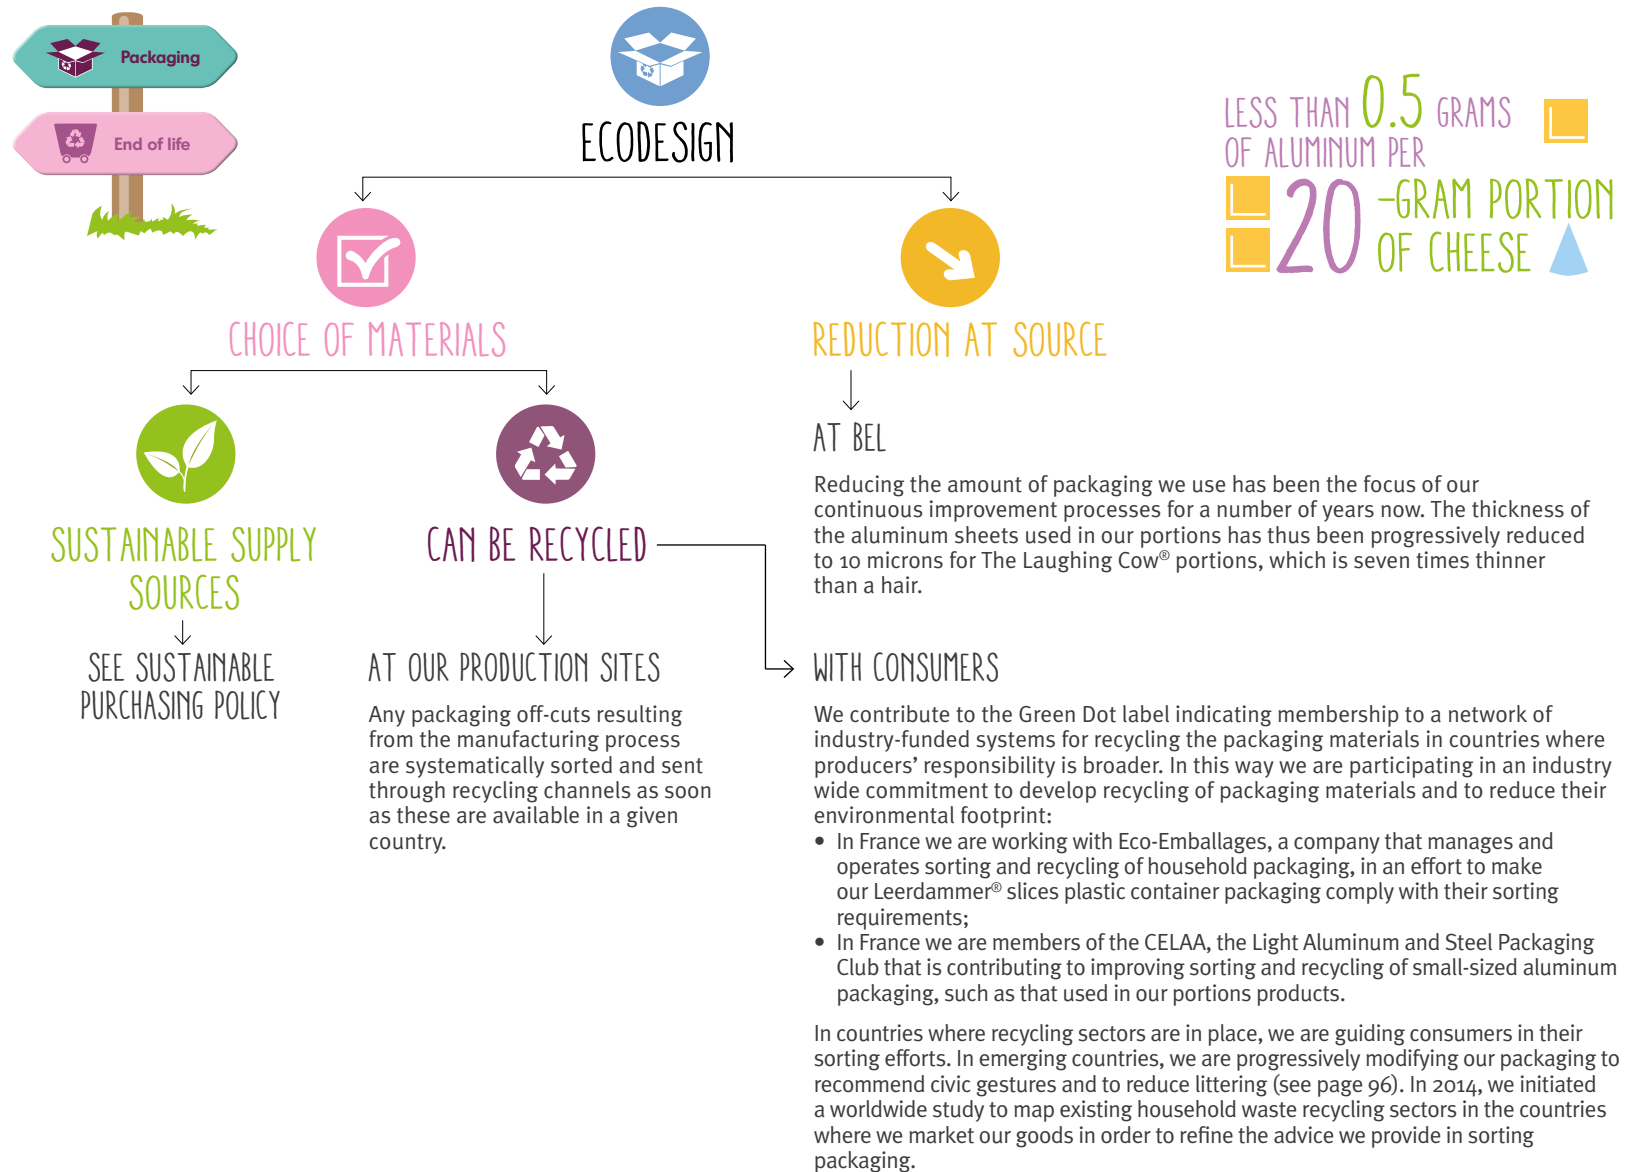 Packaging
End of life
ECODESIGN
LESS THAN 0.5 GRAMS
OF ALUMINUM PER
20 -GRAM PORTION
OF CHEESE
CHOICE OF MATERIALS
REDUCTION AT SOURCE
SUSTAINABLE SUPPLY
SOURCES
SEE SUSTAINABLE
PURCHASING POLICY
CAN BE RECYCLED
AT OUR PRODUCTION SITES
Any packaging off-cuts resulting
from the manufacturing process
are systematically sorted and sent
through recycling channels as soon
as these are available in a given
country.
AT BEL
Reducing the amount of packaging we use has been the focus of our
continuous improvement processes for a number of years now. The thickness of
the aluminum sheets used in our portions has thus been progressively reduced
to 10 microns for The Laughing Cow® portions, which is seven times thinner
than a hair.
WITH CONSUMERS
We contribute to the Green Dot label indicating membership to a network of
industry-funded systems for recycling the packaging materials in countries where
producers’ responsibility is broader. In this way we are participating in an industry
wide commitment to develop recycling of packaging materials and to reduce their
environmental footprint:
• In France we are working with Eco-Emballages, a company that manages and
operates sorting and recycling of household packaging, in an effort to make
our Leerdammer® slices plastic container packaging comply with their sorting
requirements;
• In France we are members of the CELAA, the Light Aluminum and Steel Packaging
Club that is contributing to improving sorting and recycling of small-sized aluminum
packaging, such as that used in our portions products.
In countries where recycling sectors are in place, we are guiding consumers in their
sorting efforts. In emerging countries, we are progressively modifying our packaging to
recommend civic gestures and to reduce littering (see page 96). In 2014, we initiated
a worldwide study to map existing household waste recycling sectors in the countries
where we market our goods in order to refine the advice we provide in sorting
packaging.